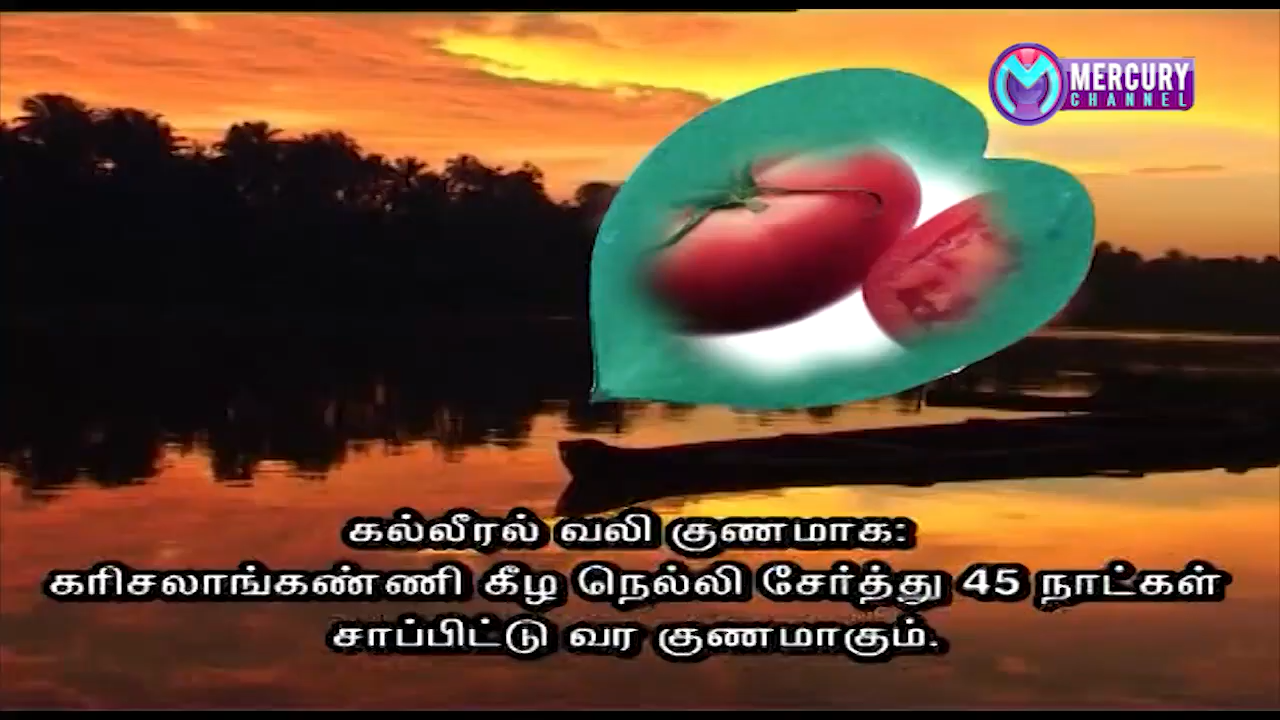 MERCURY
CHANNEL
கல்லீரல் வலி குணமாக:
கரிசலாங்கண்ணி கீழ நெல்லி சேர்த்து 45 நாட்கள்
சாப்பிட்டு வர குணமாகும்.